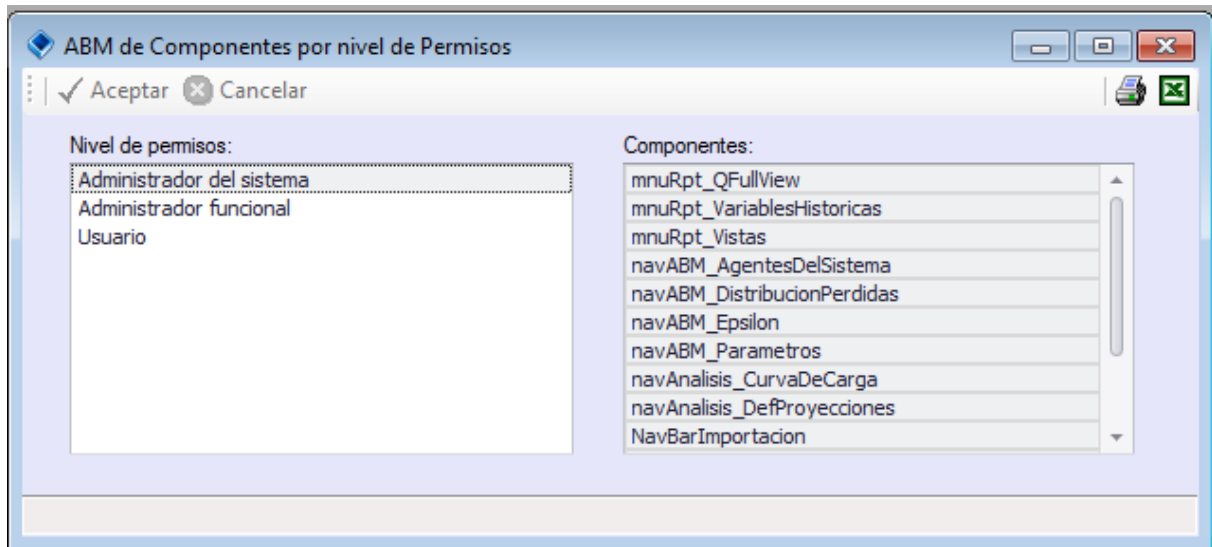 ABM de Componentes por nivel de Permisos
Aceptar Cancelar
Nivel de permisos:
Administrador del sistema
Administrador funcional
Usuario
Componentes:
mnuRpt_QFullView
mnuRpt_VariablesHistoricas
mnuRpt_Vistas
navABM_AgentesDelSistema
navABM_DistribucionPerdidas
navABM_Epsilon
navABM_Parametros
navAnalisis_CurvaDeCarga
navAnalisis_DefProyecciones
NavBarImportacion